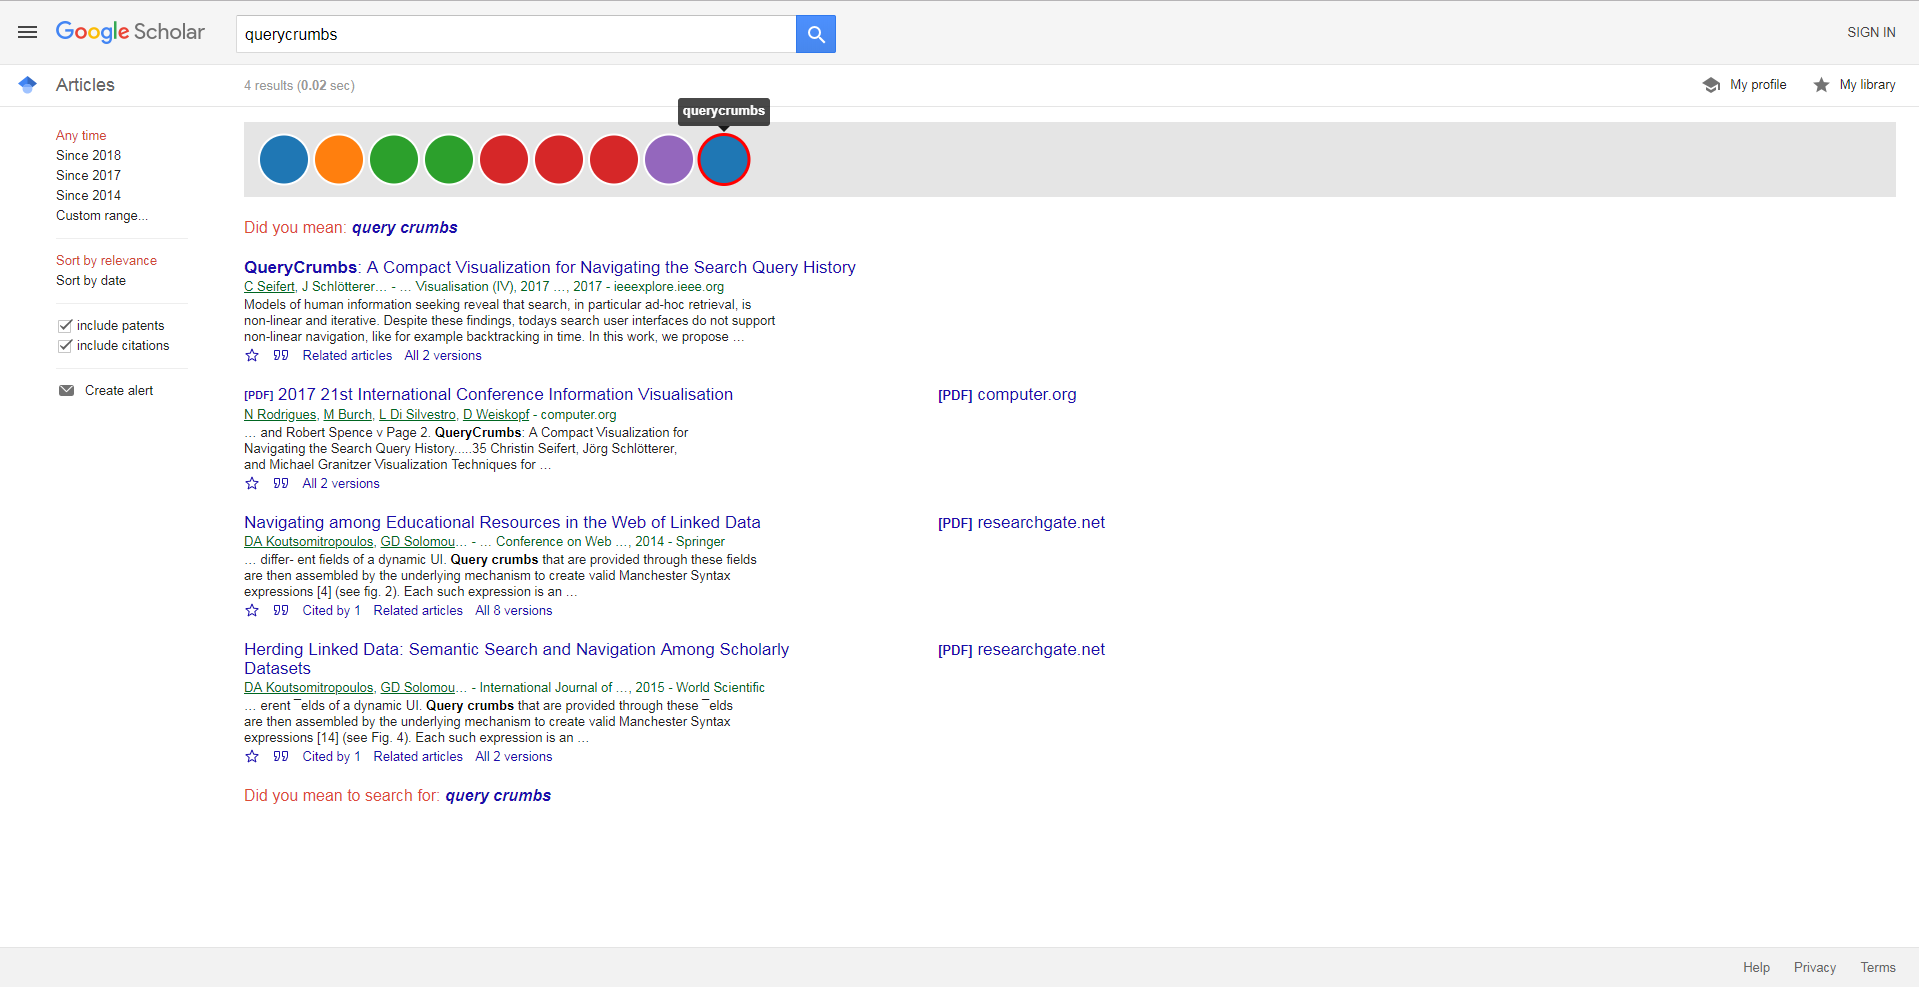 Google Scholar
querycrumbs
SIGN IN
Articles
4 results (0.02 sec)
My profile
My library
querycrumbs
Any time
Since 2018
Since 2017
Since 2014
Custom range...
Sort by relevance
Sort by date
include patents
include citations
Create alert
Did you mean: query crumbs
QueryCrumbs: A Compact Visualization for Navigating the Search Query History
C Seifert, J Schlötterer… - … Visualisation (IV), 2017 …, 2017 - ieeexplore.ieee.org
Models of human information seeking reveal that search, in particular ad-hoc retrieval, is
non-linear and iterative. Despite these findings, todays search user interfaces do not support
non-linear navigation, like for example backtracking in time. In this work, we propose …
Related articles All 2 versions
[PDF] 2017 21st International Conference Information Visualisation
[PDF] computer.org
N Rodrigues, M Burch, L Di Silvestro, D Weiskopf - computer.org
… and Robert Spence v Page 2. QueryCrumbs: A Compact Visualization for
Navigating the Search Query History.....35 Christin Seifert, Jörg Schlötterer,
and Michael Granitzer Visualization Techniques for …
All 2 versions
Navigating among Educational Resources in the Web of Linked Data
[PDF] researchgate.net
DA Koutsomitropoulos, GD Solomou… - … Conference on Web …, 2014 - Springer
… differ- ent fields of a dynamic UI. Query crumbs that are provided through these fields
are then assembled by the underlying mechanism to create valid Manchester Syntax
expressions [4] (see fig. 2). Each such expression is an …
Cited by 1 Related articles All 8 versions
Herding Linked Data: Semantic Search and Navigation Among Scholarly
Datasets
[PDF] researchgate.net
DA Koutsomitropoulos, GD Solomou… - International Journal of …, 2015 - World Scientific
… erent ¯elds of a dynamic UI. Query crumbs that are provided through these ¯elds
are then assembled by the underlying mechanism to create valid Manchester Syntax
expressions [14] (see Fig. 4). Each such expression is an …
Cited by 1 Related articles All 2 versions
Did you mean to search for: query crumbs
Help Privacy Terms